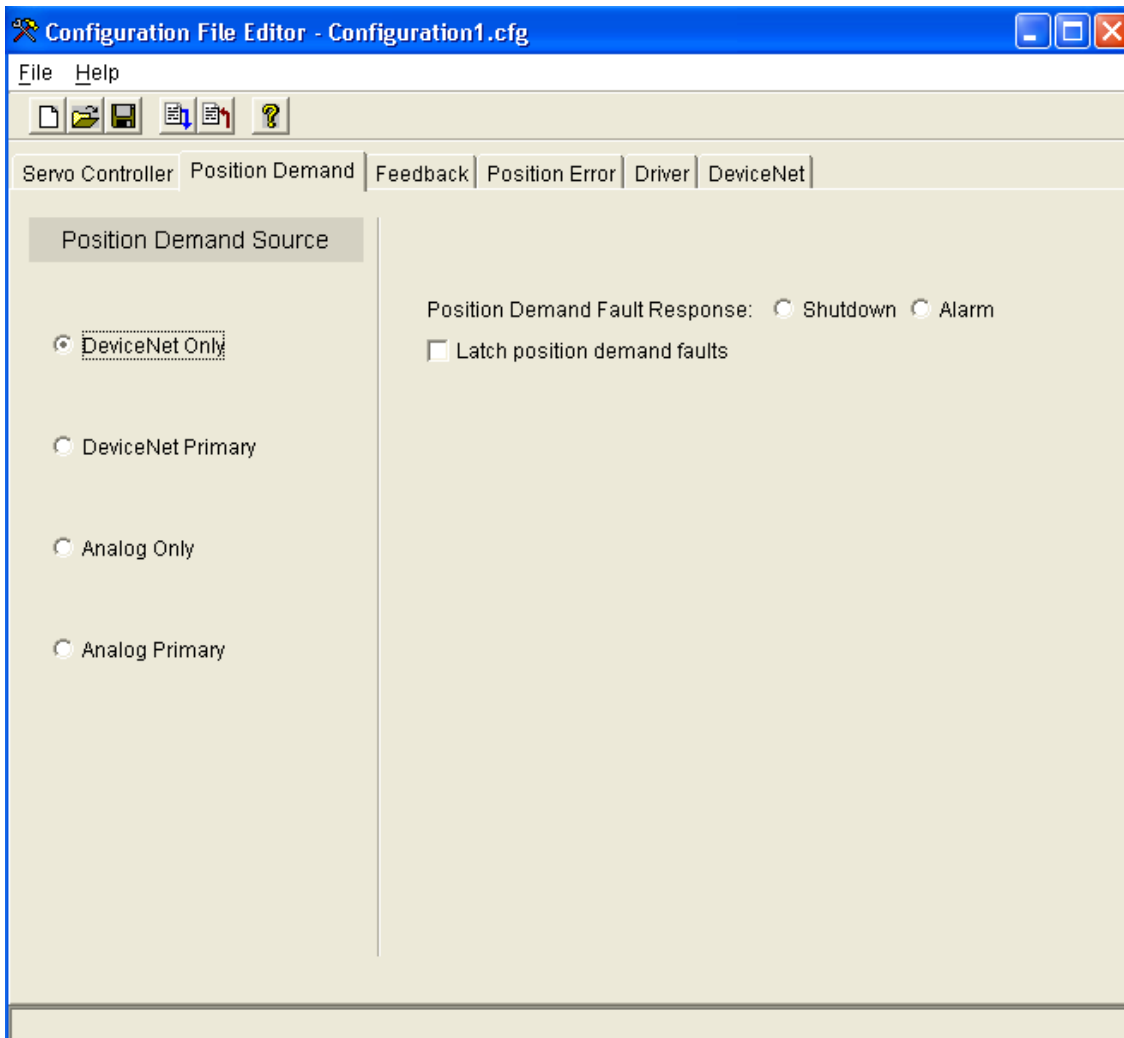 Configuration File Editor - Configuration1.cfg
File Help
Servo Controller Position Demand Feedback Position Error Driver DeviceNet
Position Demand Source
Position Demand Fault Response: Shutdown Alarm
DeviceNet Only
Latch position demand faults
DeviceNet Primary
Analog Only
Analog Primary